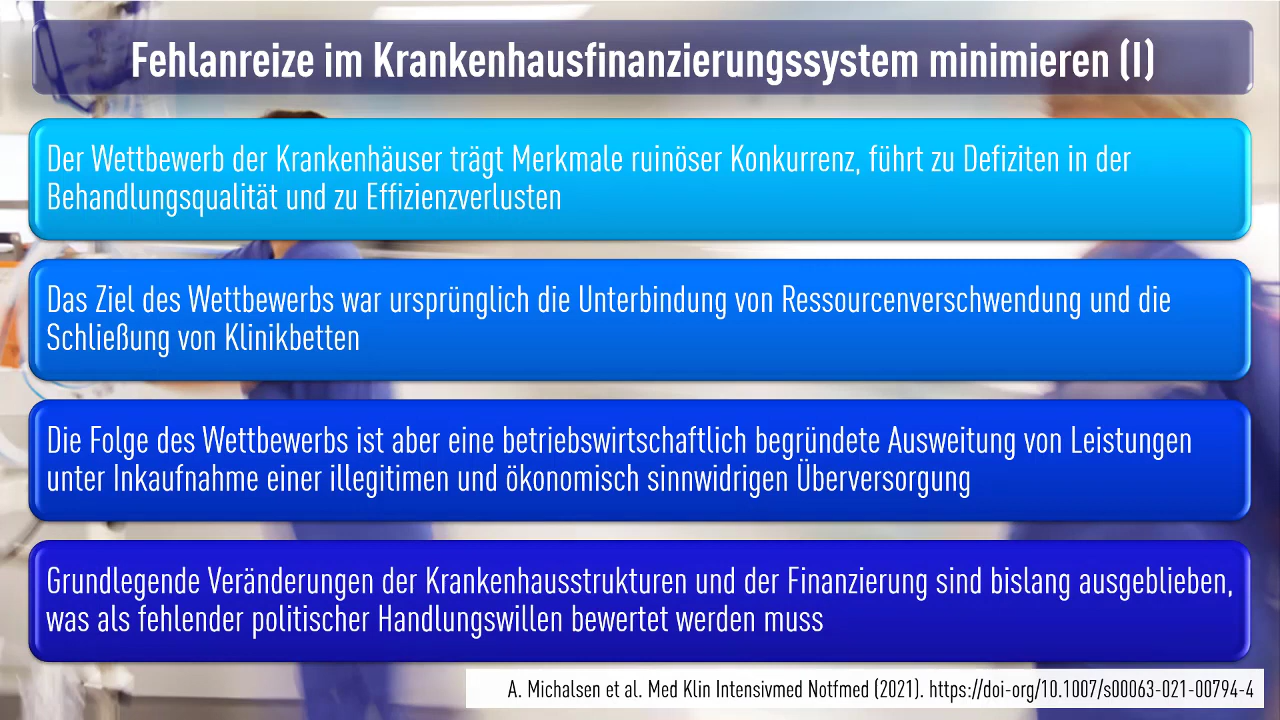 Fehlanreize im Krankenhausfinanzierungssystem minimieren (I)
Der Wettbewerb der Krankenhäuser trägt Merkmale ruinöser Konkurrenz, führt zu Defiziten in der
Behandlungsqualität und zu Effizienzverlusten
Das Ziel des Wettbewerbs war ursprünglich die Unterbindung von Ressourcenverschwendung und die
Schließung von Klinikbetten
Die Folge des Wettbewerbs ist aber eine betriebswirtschaftlich begründete Ausweitung von Leistungen
unter Inkaufnahme einer illegitimen und ökonomisch sinnwidrigen Überversorgung
Grundlegende Veränderungen der Krankenhausstrukturen und der Finanzierung sind bislang ausgeblieben,
was als fehlender politischer Handlungswillen bewertet werden muss
A. Michalsen et al. Med Klin Intensivmed Notfmed (2021). https://doi-org/10.1007/s00063-021-00794-4